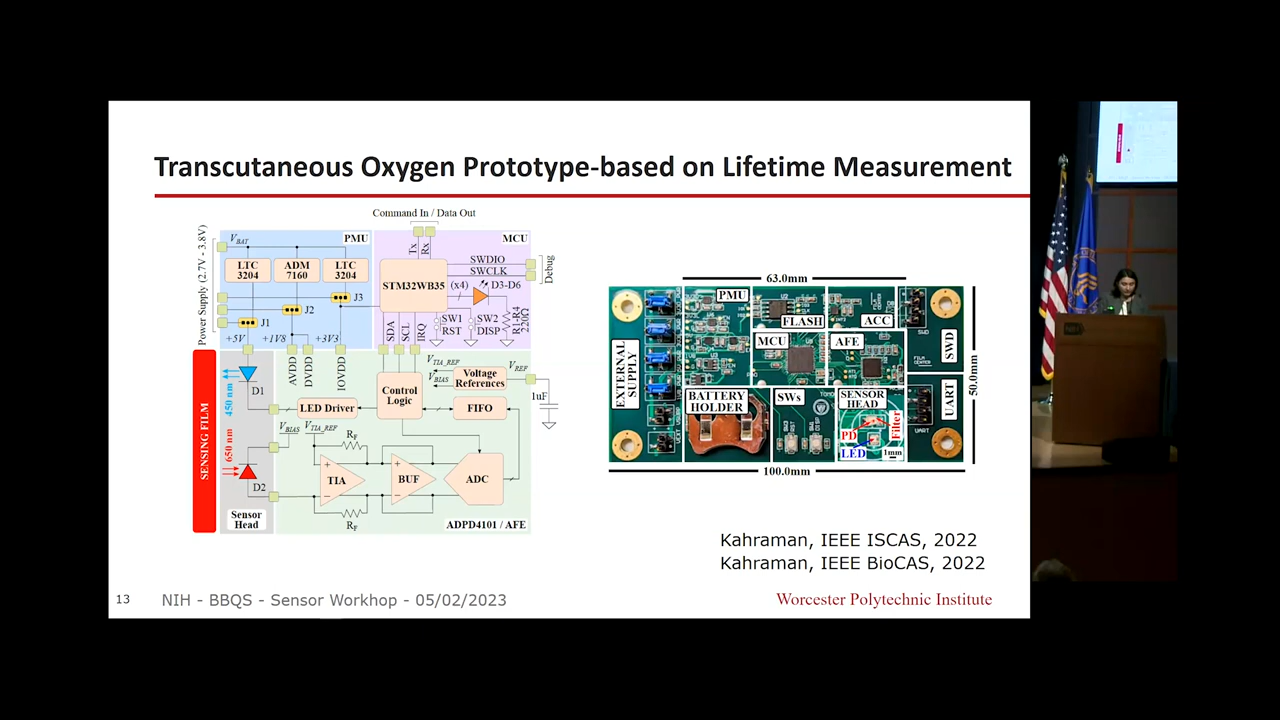 Transcutaneous Oxygen Prototype-based on Lifetime Measurement
Command In / Data Out
Power Supply (2.7V - 3.8V)
VBAT
PMU
LTC 3204
ADM 7160
LTC 3204
J1
J2
J3
+5V
+1V8
+3V3
Tx
Rx
MCU
STM32WB35
SWDIO
SWCLK
Debug
(x4)
D3-D6
SDA
SCL
IRQ
SW1 RST
SW2 DISP
R1-R4 220Ω
SENSING FILM
450 nm
D1
650 nm
D2
Sensor Head
AVDD
DVDD
IOVDD
VTIA_REF
VBIAS
Voltage References
VREF
1uF
LED Driver
Control Logic
FIFO
VBIAS
VTIA_REF
RF
TIA
BUF
ADC
RF
ADPD4101 / AFE
63.0mm
EXTERNAL SUPPLY
PMU
FLASH
ACC
MCU
AFE
SWD
SWD
BATTERY HOLDER
SWs
SENSOR HEAD
PD
Filter
LED
1mm
UART
UART
50.0mm
100.0mm
Kahraman, IEEE ISCAS, 2022
Kahraman, IEEE BioCAS, 2022
13
NIH - BBQS - Sensor Workhop - 05/02/2023
Worcester Polytechnic Institute